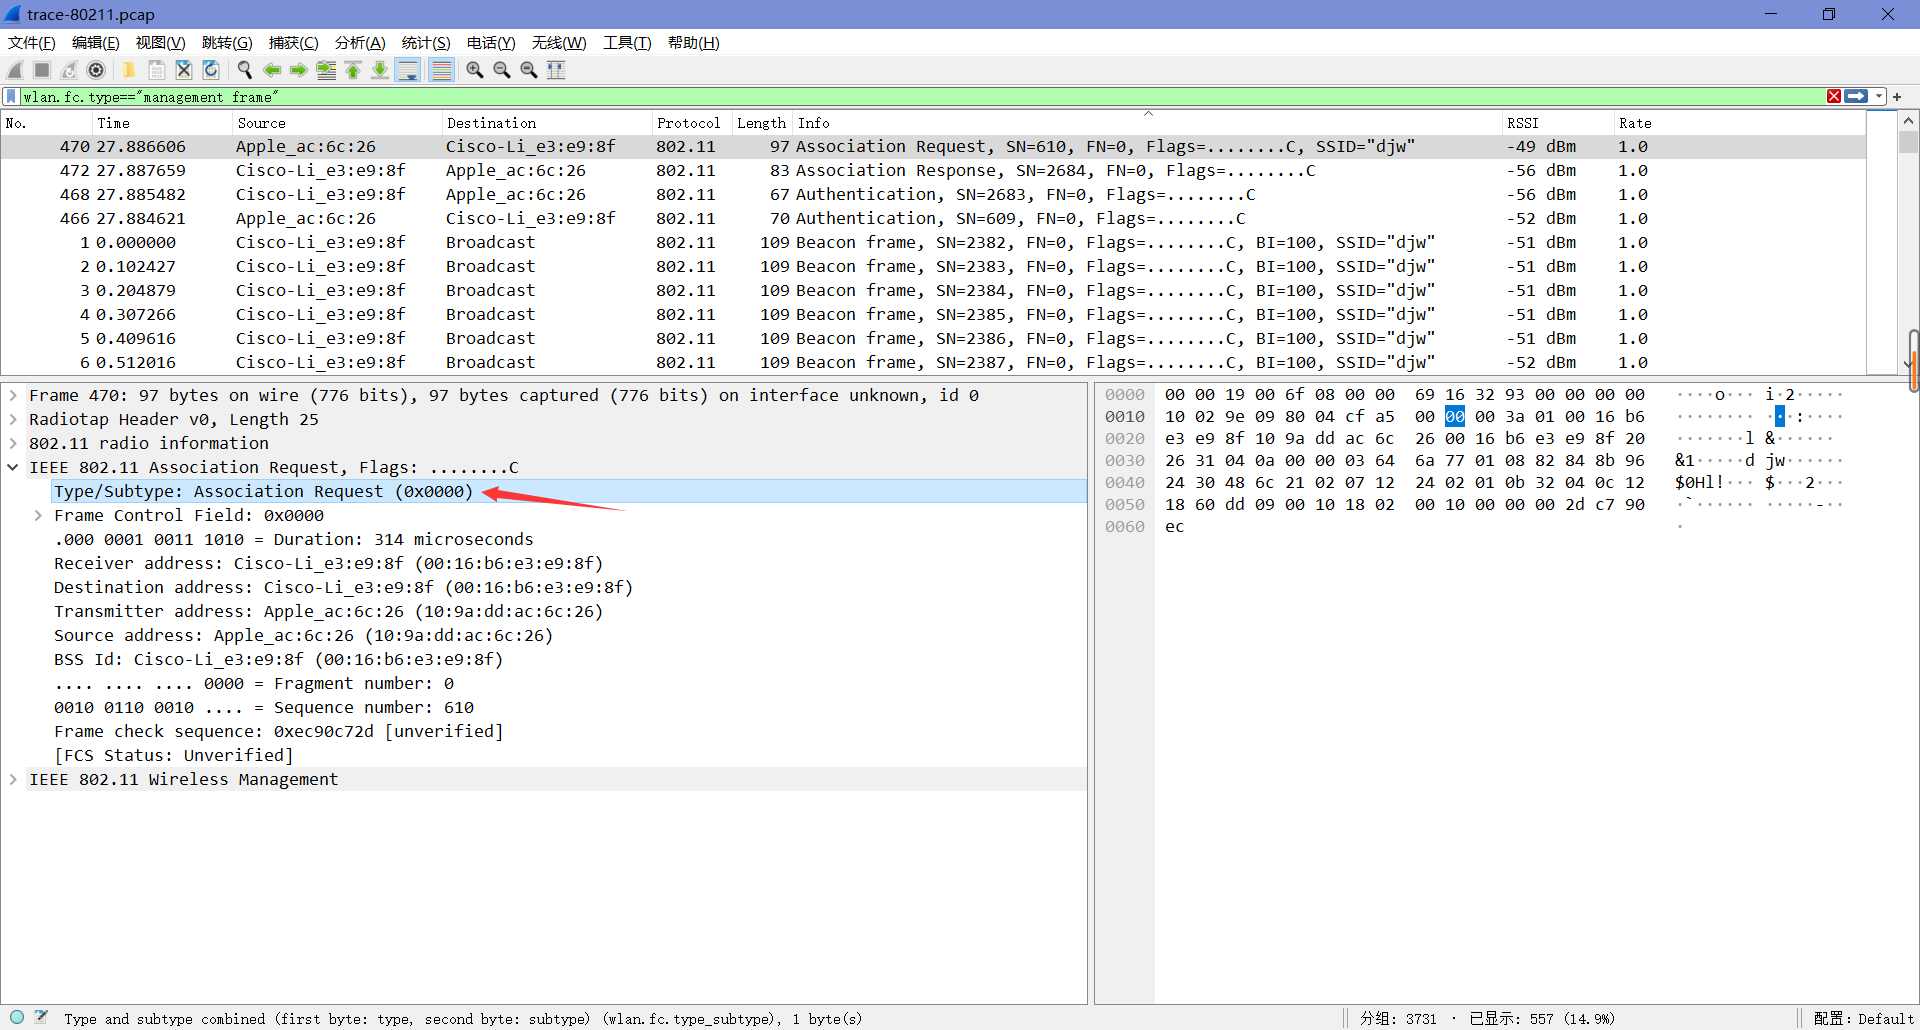 trace-80211.pcap
文件(F) 编辑(E) 视图(V) 跳转(G) 捕获(C) 分析(A) 统计(S) 电话(Y) 无线(W) 工具(T) 帮助(H)
wlan.fc.type=="management frame"
No. Time Source Destination Protocol Length Info RSSI Rate
470 27.886606 Apple_ac:6c:26 Cisco-Li_e3:e9:8f 802.11 97 Association Request, SN=610, FN=0, Flags=........C, SSID="djw" -49 dBm 1.0
472 27.887659 Cisco-Li_e3:e9:8f Apple_ac:6c:26 802.11 83 Association Response, SN=2684, FN=0, Flags=........C -56 dBm 1.0
468 27.885482 Cisco-Li_e3:e9:8f Apple_ac:6c:26 802.11 67 Authentication, SN=2683, FN=0, Flags=........C -56 dBm 1.0
466 27.884621 Apple_ac:6c:26 Cisco-Li_e3:e9:8f 802.11 70 Authentication, SN=609, FN=0, Flags=........C -52 dBm 1.0
1 0.000000 Cisco-Li_e3:e9:8f Broadcast 802.11 109 Beacon frame, SN=2382, FN=0, Flags=........C, BI=100, SSID="djw" -51 dBm 1.0
2 0.102427 Cisco-Li_e3:e9:8f Broadcast 802.11 109 Beacon frame, SN=2383, FN=0, Flags=........C, BI=100, SSID="djw" -51 dBm 1.0
3 0.204879 Cisco-Li_e3:e9:8f Broadcast 802.11 109 Beacon frame, SN=2384, FN=0, Flags=........C, BI=100, SSID="djw" -51 dBm 1.0
4 0.307266 Cisco-Li_e3:e9:8f Broadcast 802.11 109 Beacon frame, SN=2385, FN=0, Flags=........C, BI=100, SSID="djw" -51 dBm 1.0
5 0.409616 Cisco-Li_e3:e9:8f Broadcast 802.11 109 Beacon frame, SN=2386, FN=0, Flags=........C, BI=100, SSID="djw" -51 dBm 1.0
6 0.512016 Cisco-Li_e3:e9:8f Broadcast 802.11 109 Beacon frame, SN=2387, FN=0, Flags=........C, BI=100, SSID="djw" -52 dBm 1.0
Frame 470: 97 bytes on wire (776 bits), 97 bytes captured (776 bits) on interface unknown, id 0
Radiotap Header v0, Length 25
802.11 radio information
IEEE 802.11 Association Request, Flags: ........C
Type/Subtype: Association Request (0x0000)
Frame Control Field: 0x0000
.000 0001 0011 1010 = Duration: 314 microseconds
Receiver address: Cisco-Li_e3:e9:8f (00:16:b6:e3:e9:8f)
Destination address: Cisco-Li_e3:e9:8f (00:16:b6:e3:e9:8f)
Transmitter address: Apple_ac:6c:26 (10:9a:dd:ac:6c:26)
Source address: Apple_ac:6c:26 (10:9a:dd:ac:6c:26)
BSS Id: Cisco-Li_e3:e9:8f (00:16:b6:e3:e9:8f)
.... .... .... 0000 = Fragment number: 0
0010 0110 0010 .... = Sequence number: 610
Frame check sequence: 0xec90c72d [unverified]
[FCS Status: Unverified]
IEEE 802.11 Wireless Management
0000 00 00 19 00 6f 08 00 00 69 16 32 93 00 00 00 00 ····o··· i·2·····
0010 10 02 9e 09 80 04 cf a5 00 00 00 3a 01 00 16 b6 ········ ···:····
0020 e3 e9 8f 10 9a dd ac 6c 26 00 16 b6 e3 e9 8f 20 ·······l &······
0030 26 31 04 0a 00 00 03 64 6a 77 01 08 82 84 8b 96 &1·····d jw······
0040 24 30 48 6c 21 02 07 12 24 02 01 0b 32 04 0c 12 $0Hl!··· $···2···
0050 18 60 dd 09 00 10 18 02 00 10 00 00 00 2d c7 90 ·`······ ·····-··
0060 ec ·
Type and subtype combined (first byte: type, second byte: subtype) (wlan.fc.type_subtype), 1 byte(s) 分组: 3731 · 已显示: 557 (14.9%) 配置: Default